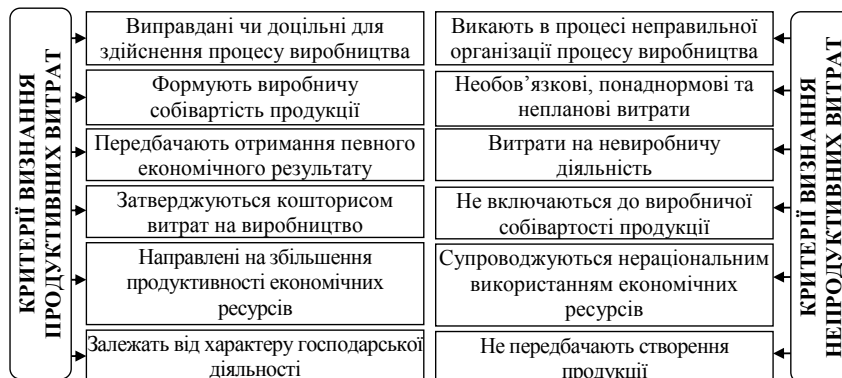 КРИТЕРІЇ ВИЗНАННЯ
ПРОДУКТИВНИХ ВИТРАТ
Виправдані чи доцільні для
здійснення процесу виробництва
Формують виробничу
собівартість продукції
Передбачають отримання певного
економічного результату
Затверджуються кошторисом
витрат на виробництво
Направлені на збільшення
продуктивності економічних
ресурсів
Залежать від характеру господарської
діяльності
Викають в процесі неправильної
організації процесу виробництва
Необов’язкові, понаднормові та
непланові витрати
Витрати на невиробничу
діяльність
Не включаються до виробничої
собівартості продукції
Супроводжуються нераціональним
використанням економічних
ресурсів
Не передбачають створення
продукції
КРИТЕРІЇ ВИЗНАННЯ
НЕПРОДУКТИВНИХ ВИТРАТ